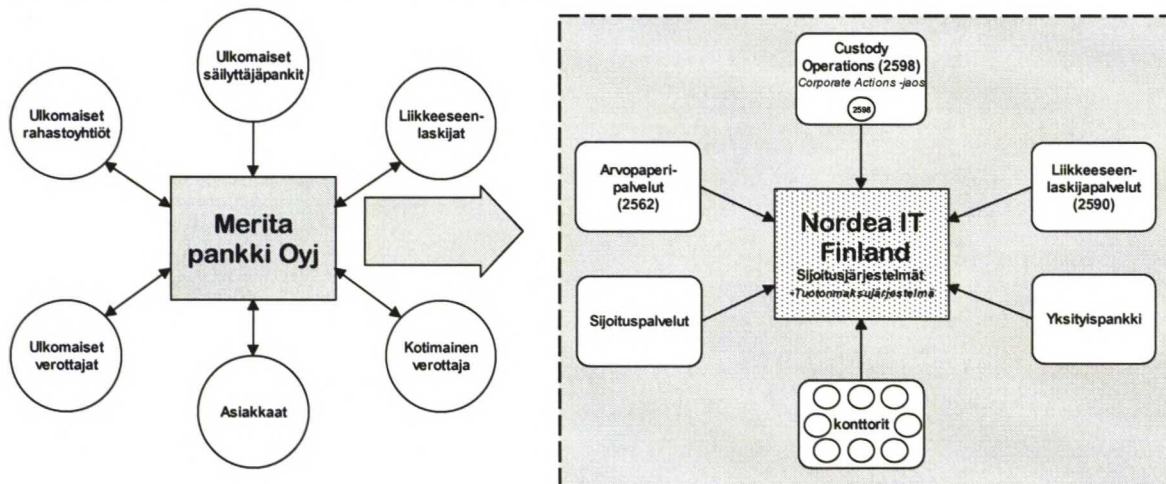 Ulkomaiset
säilyttäjäpankit
Ulkomaiset
rahastoyhtiöt
Liikkeeseen-
laskijat
Merita
pankki Oyj
Ulkomaiset
verottajat
Kotimainen
verottaja
Asiakkaat
Custody
Operations (2598)
Corporate Actions -jaos
2598
Arvopaperi-
palvelut
(2562)
Liikkeeseen-
laskijapalvelut
(2590)
Nordea IT
Finland
Sijoitusjärjestelmät
-Tuotonmaksujärjestelmä
Sijoituspalvelut
Yksityispankki
konttorit